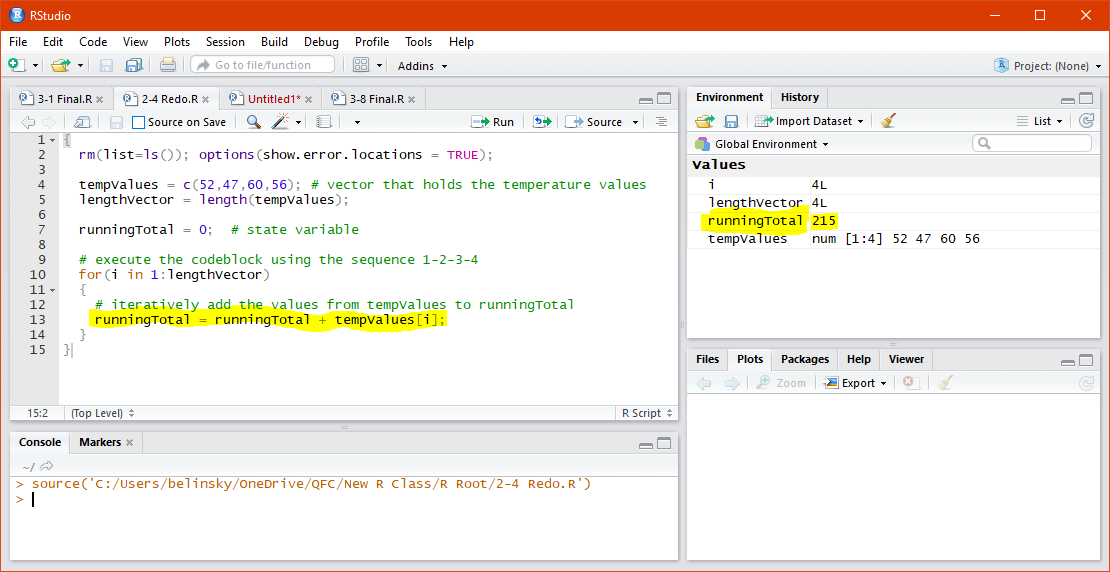 RStudio
File Edit Code View Plots Session Build Debug Profile Tools Help
Go to file/function Addins Project: (None)
3-1 Final.R 2-4 Redo.R Untitled1* 3-8 Final.R
Source on Save Run Source
1 {
2 rm(list=ls()); options(show.error.locations = TRUE);
3
4 tempValues = c(52,47,60,56); # vector that holds the temperature values
5 lengthVector = length(tempValues);
6
7 runningTotal = 0; # state variable
8
9 # execute the codeblock using the sequence 1-2-3-4
10 for(i in 1:lengthVector)
11 {
12 # iteratively add the values from tempValues to runningTotal
13 runningTotal = runningTotal + tempValues[i];
14 }
15 }
15:2 (Top Level) R Script
Console Markers
~/
> source('C:/Users/belinsky/OneDrive/QFC/New R Class/R Root/2-4 Redo.R')
>
Environment History
Import Dataset List
Global Environment
Values
i 4L
lengthVector 4L
runningTotal 215
tempValues num [1:4] 52 47 60 56
Files Plots Packages Help Viewer
Zoom Export